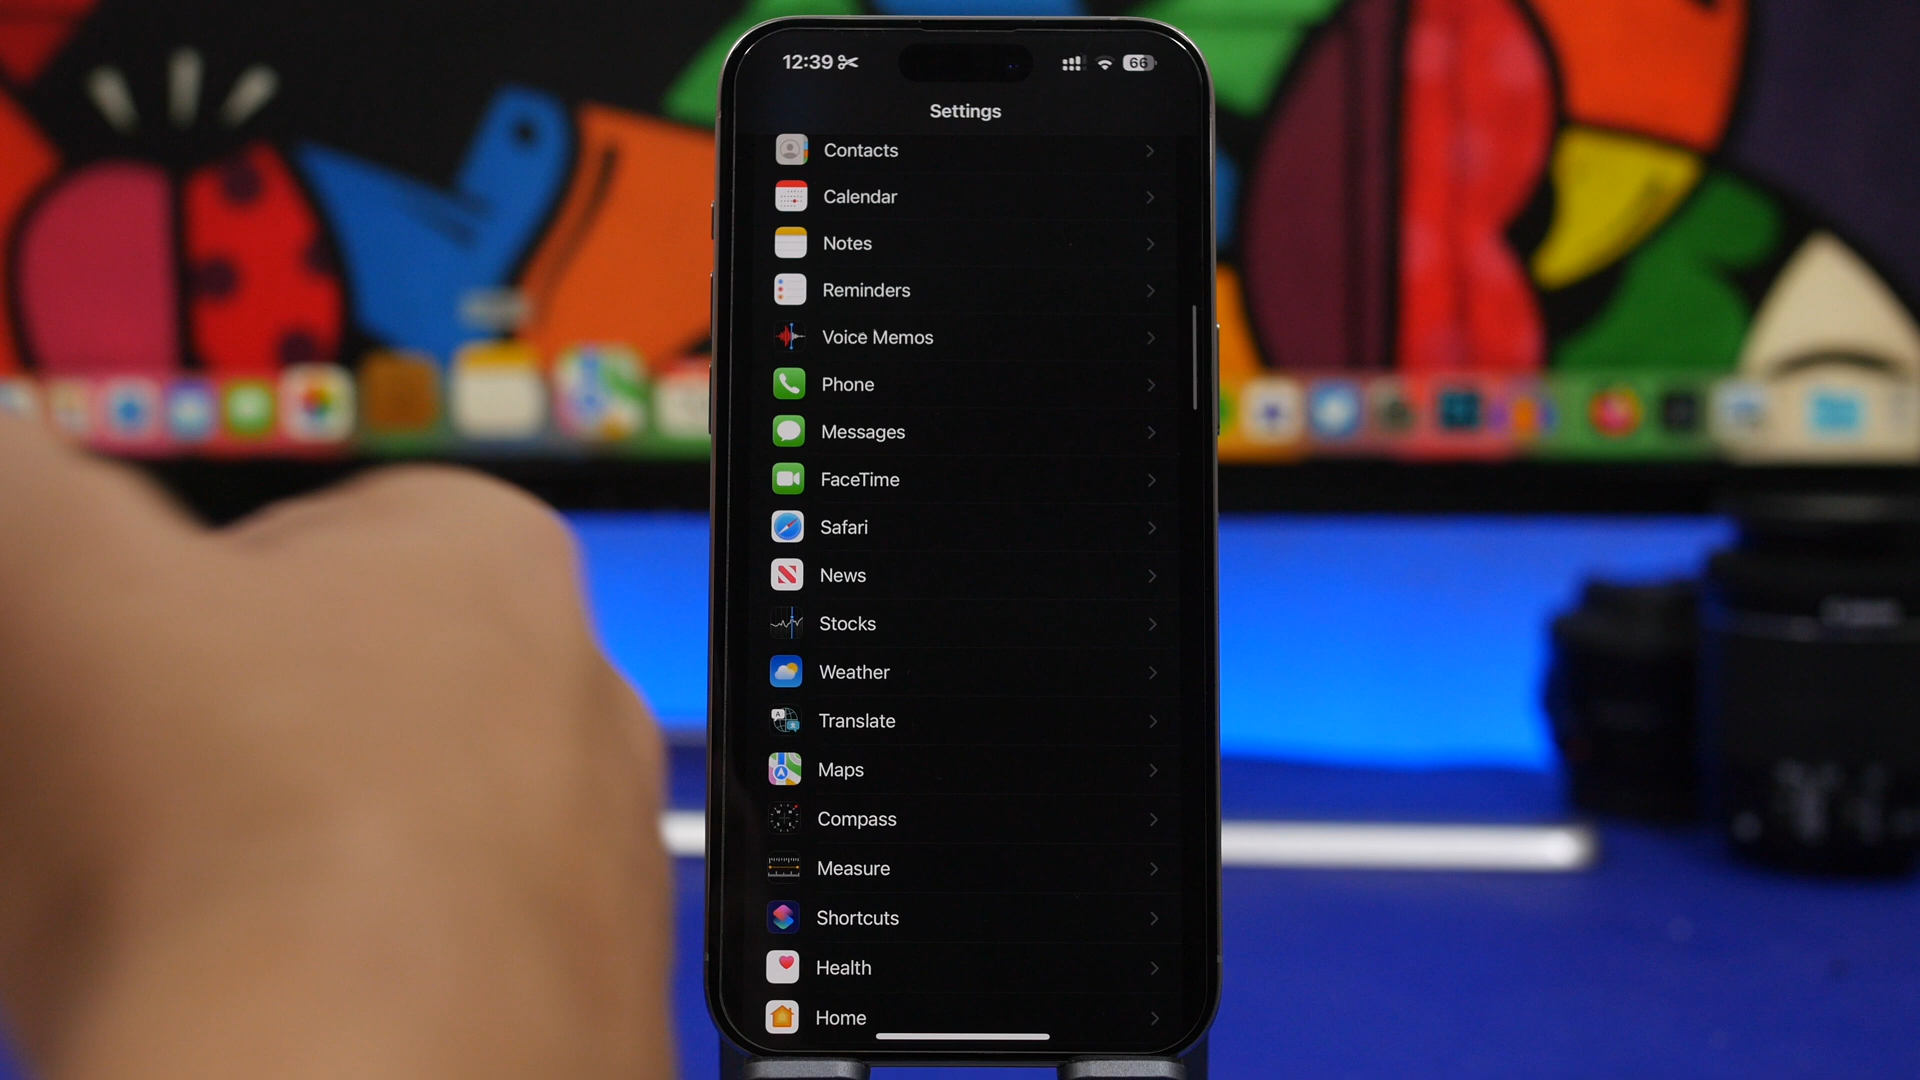 12:39 66
Settings
Contacts
Calendar
Notes
Reminders
Voice Memos
Phone
Messages
FaceTime
Safari
News
Stocks
Weather
Translate
Maps
Compass
Measure
Shortcuts
Health
Home